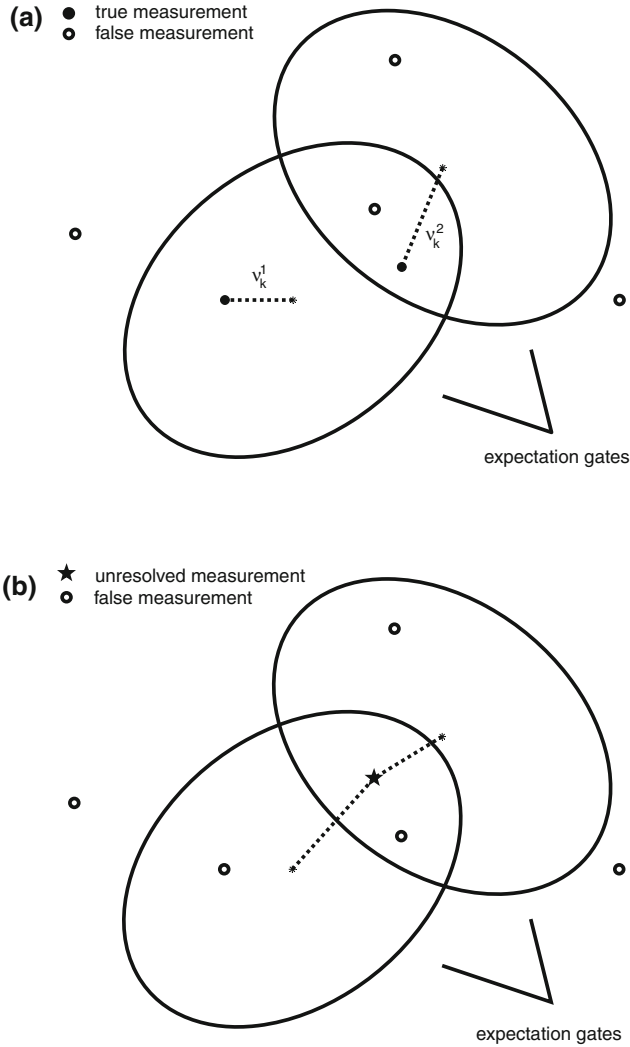 (a) true measurement
false measurement
ν_k^2
ν_k^1
expectation gates
(b) unresolved measurement
false measurement
expectation gates